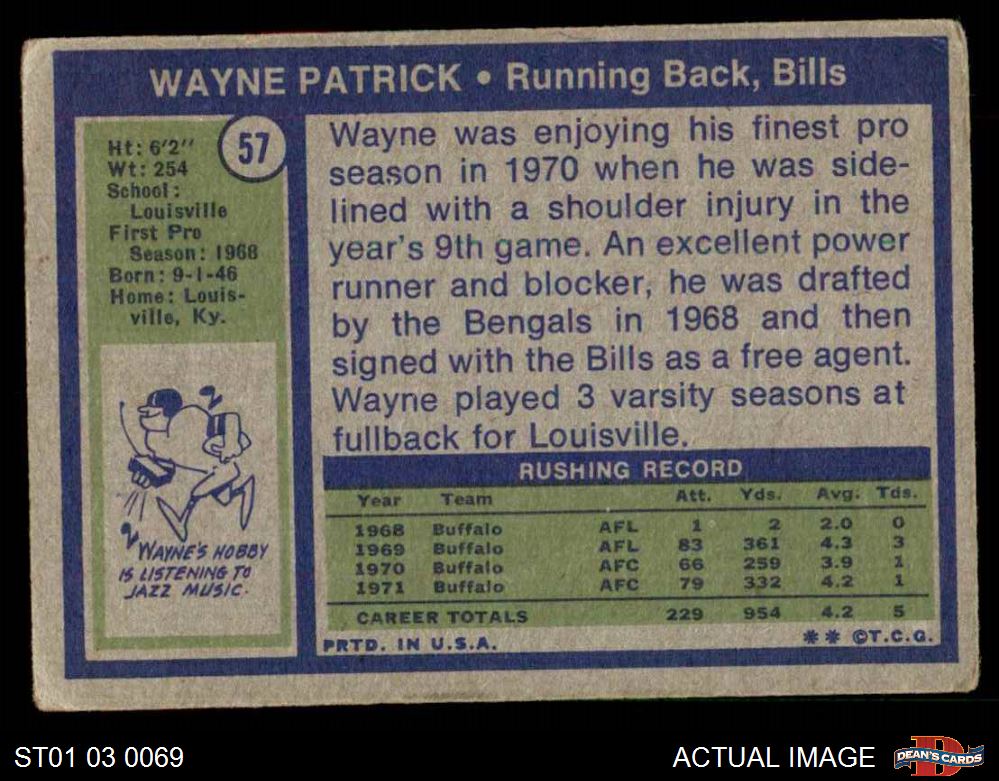 WAYNE PATRICK • Running Back, Bills
57
Ht: 6'2''
Wt: 254
School:
Louisville
First Pro
Season: 1968
Born: 9-1-46
Home: Louis-
ville, Ky.
WAYNE'S HOBBY
IS LISTENING TO
JAZZ MUSIC.
Wayne was enjoying his finest pro
season in 1970 when he was side-
lined with a shoulder injury in the
year's 9th game. An excellent power
runner and blocker, he was drafted
by the Bengals in 1968 and then
signed with the Bills as a free agent.
Wayne played 3 varsity seasons at
fullback for Louisville.
RUSHING RECORD
Year Team Att. Yds. Avg. Tds.
1968 Buffalo AFL 1 2 2.0 0
1969 Buffalo AFL 83 361 4.3 3
1970 Buffalo AFC 66 259 3.9 1
1971 Buffalo AFC 79 332 4.2 1
CAREER TOTALS 229 954 4.2 5
PRTD. IN U.S.A. ** ©T.C.G.
ST01 03 0069
ACTUAL IMAGE
DEAN'S CARDS